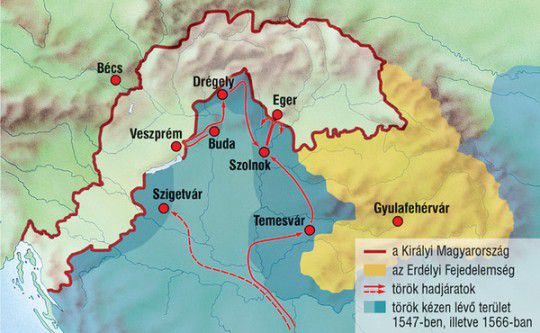 Bécs
Drégely
Eger
Veszprém
Buda
Szolnok
Szigetvár
Temesvár
Gyulafehérvár
a Királyi Magyarország
az Erdélyi Fejedelemség
török hadjáratok
török kézen lévő terület
1547-ben, illetve 1566-ban